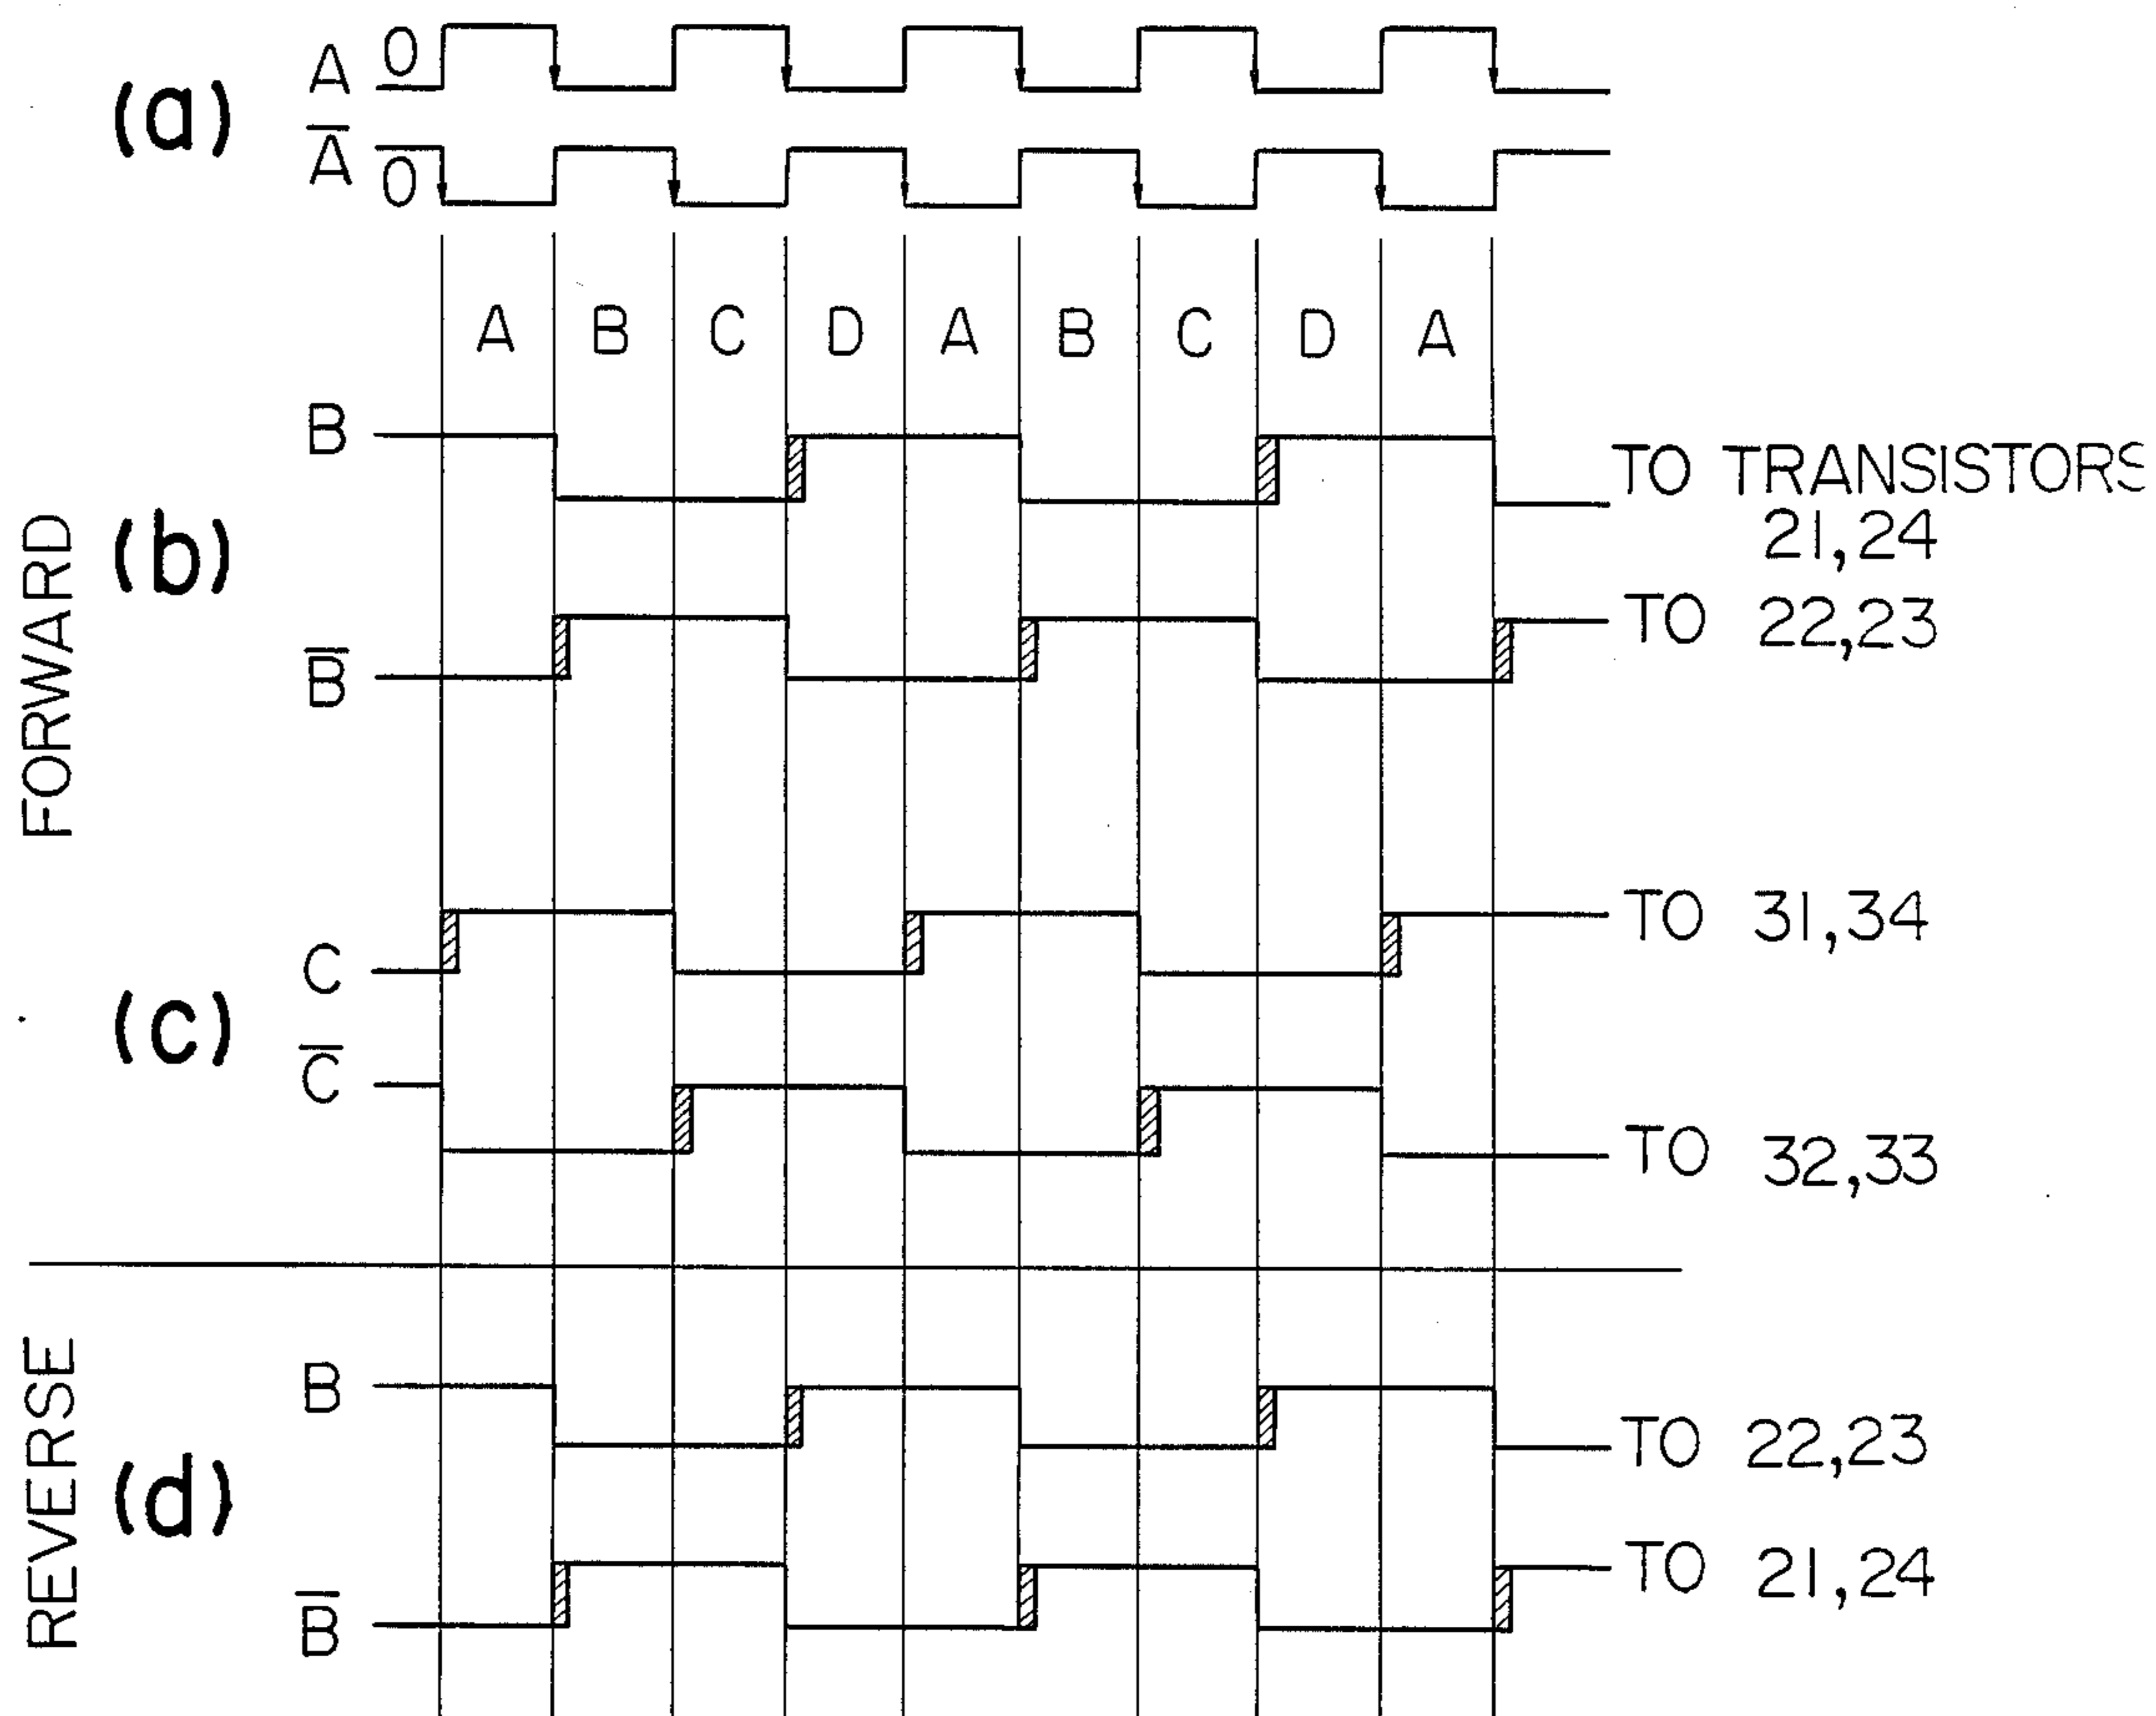 (a)
A 0
A̅ 0
A B C D A B C D A
FORWARD
(b)
B
TO TRANSISTORS
21,24
B̅
TO 22,23
(c)
C
TO 31,34
C̅
TO 32,33
REVERSE
(d)
B
TO 22,23
B̅
TO 21,24